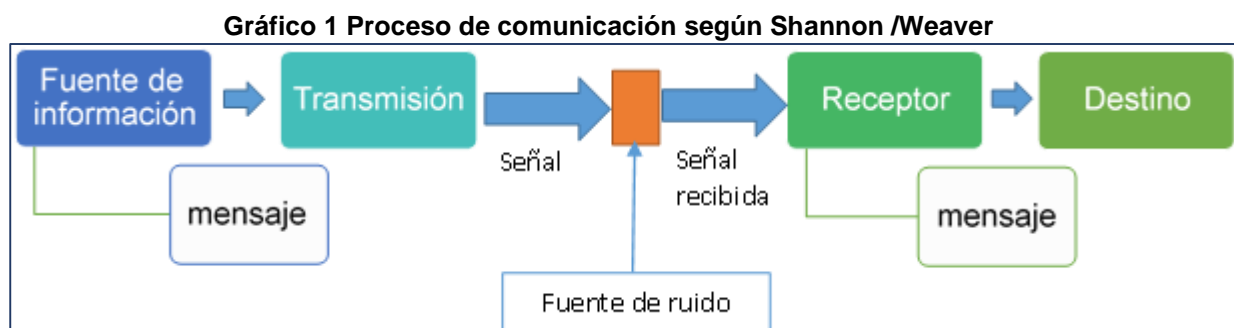 Gráfico 1 Proceso de comunicación según Shannon /Weaver
Fuente de
información
Transmisión
Señal
Señal
recibida
Receptor
Destino
mensaje
mensaje
Fuente de ruido